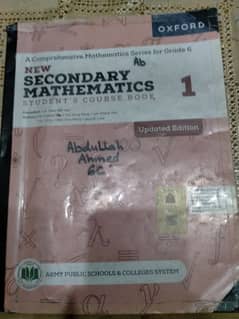 OXFORD
A Comprehensive Mathematics Series for Grade 6
Ab
NEW
SECONDARY
MATHEMATICS
STUDENT'S COURSE BOOK
1
Updated Edition
Abdullah
Ahmed
6C
ARMY PUBLIC SCHOOLS & COLLEGES SYSTEM